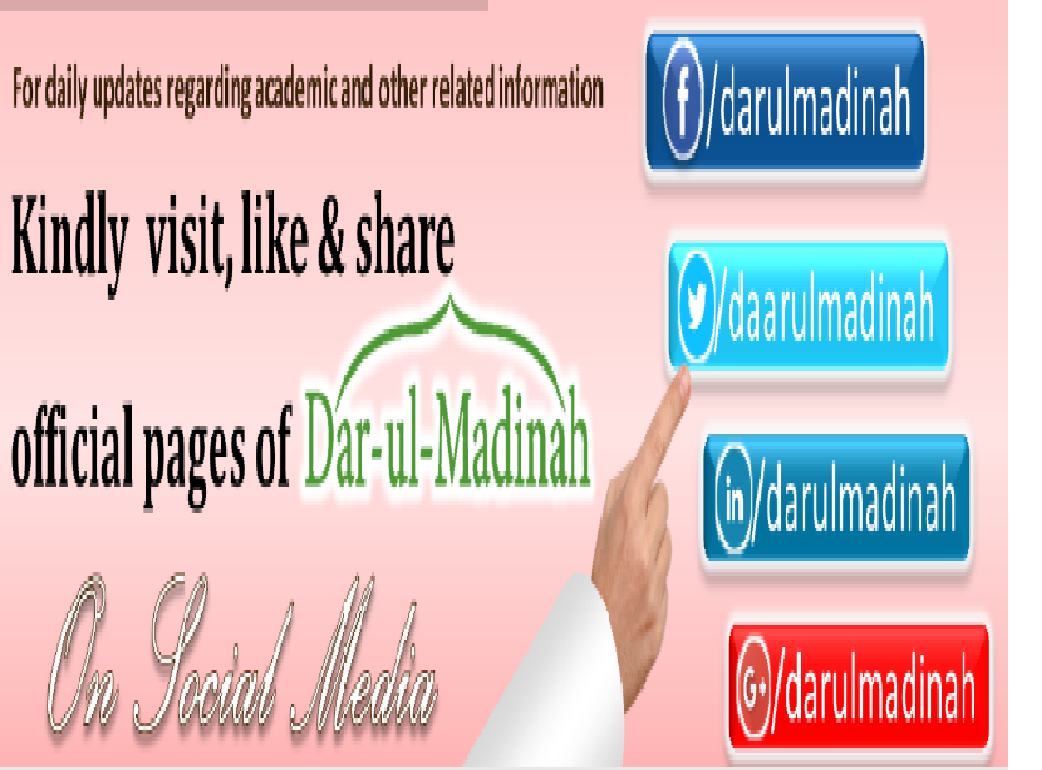 For daily updates regarding academic and other related information
Kindly visit, like & share
official pages of Dar-ul-Madinah
On Social Media
f/darulmadinah
/daarulmadinah
in/darulmadinah
G+/darulmadinah